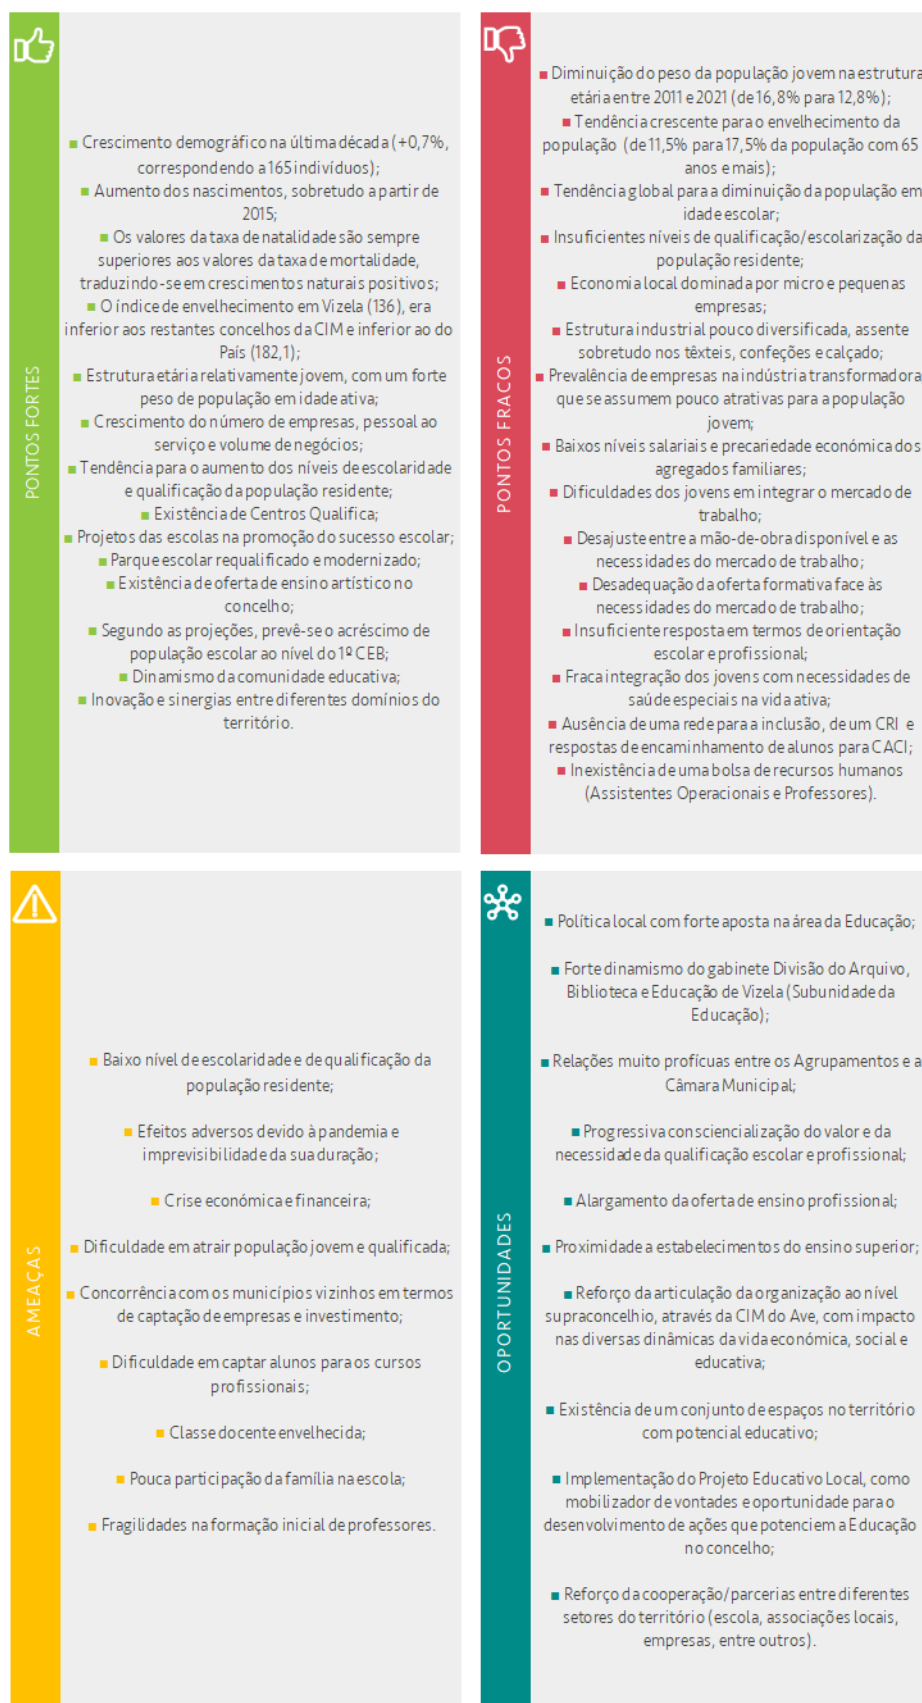 PONTOS FORTES
■ Crescimento demográfico na última década (+0,7%,
correspondendo a 165 indivíduos);
■ Aumento dos nascimentos, sobretudo a partir de
2015;
■ Os valores da taxa de natalidade são sempre
superiores aos valores da taxa de mortalidade,
traduzindo-se em crescimentos naturais positivos;
■ O índice de envelhecimento em Vizela (136), era
inferior aos restantes concelhos da CIM e inferior ao do
País (182,1);
■ Estrutura etária relativamente jovem, com um forte
peso de população em idade ativa;
■ Crescimento do número de empresas, pessoal ao
serviço e volume de negócios;
■ Tendência para o aumento dos níveis de escolaridade
e qualificação da população residente;
■ Existência de Centros Qualifica;
■ Projetos das escolas na promoção do sucesso escolar;
■ Parque escolar requalificado e modernizado;
■ Existência de oferta de ensino artístico no
concelho;
■ Segundo as projeções, prevê-se o acréscimo de
população escolar ao nível do 1º CEB;
■ Dinamismo da comunidade educativa;
■ Inovação e sinergias entre diferentes domínios do
território.
PONTOS FRACOS
■ Diminuição do peso da população jovem na estrutura
etária entre 2011 e 2021 (de 16,8% para 12,8%);
■ Tendência crescente para o envelhecimento da
população (de 11,5% para 17,5% da população com 65
anos e mais);
■ Tendência global para a diminuição da população em
idade escolar;
■ Insuficientes níveis de qualificação/escolarização da
população residente;
■ Economia local dominada por micro e pequenas
empresas;
■ Estrutura industrial pouco diversificada, assente
sobretudo nos têxteis, confeções e calçado;
■ Prevalência de empresas na indústria transformadora
que se assumem pouco atrativas para a população
jovem;
■ Baixos níveis salariais e precariedade económica dos
agregados familiares;
■ Dificuldades dos jovens em integrar o mercado de
trabalho;
■ Desajuste entre a mão-de-obra disponível e as
necessidades do mercado de trabalho;
■ Desadequação da oferta formativa face às
necessidades do mercado de trabalho;
■ Insuficiente resposta em termos de orientação
escolar e profissional;
■ Fraca integração dos jovens com necessidades de
saúde especiais na vida ativa;
■ Ausência de uma rede para a inclusão, de um CRI e
respostas de encaminhamento de alunos para CACI;
■ Inexistência de uma bolsa de recursos humanos
(Assistentes Operacionais e Professores).
AMEAÇAS
■ Baixo nível de escolaridade e de qualificação da
população residente;
■ Efeitos adversos devido à pandemia e
imprevisibilidade da sua duração;
■ Crise económica e financeira;
■ Dificuldade em atrair população jovem e qualificada;
■ Concorrência com os municípios vizinhos em termos
de captação de empresas e investimento;
■ Dificuldade em captar alunos para os cursos
profissionais;
■ Classe docente envelhecida;
■ Pouca participação da família na escola;
■ Fragilidades na formação inicial de professores.
OPORTUNIDADES
■ Política local com forte aposta na área da Educação;
■ Forte dinamismo do gabinete Divisão do Arquivo,
Biblioteca e Educação de Vizela (Subunidade da
Educação);
■ Relações muito profícuas entre os Agrupamentos e a
Câmara Municipal;
■ Progressiva consciencialização do valor e da
necessidade da qualificação escolar e profissional;
■ Alargamento da oferta de ensino profissional;
■ Proximidade a estabelecimentos do ensino superior;
■ Reforço da articulação da organização ao nível
supraconcelhio, através da CIM do Ave, com impacto
nas diversas dinâmicas da vida económica, social e
educativa;
■ Existência de um conjunto de espaços no território
com potencial educativo;
■ Implementação do Projeto Educativo Local, como
mobilizador de vontades e oportunidade para o
desenvolvimento de ações que potenciem a Educação
no concelho;
■ Reforço da cooperação/parcerias entre diferentes
setores do território (escola, associações locais,
empresas, entre outros).